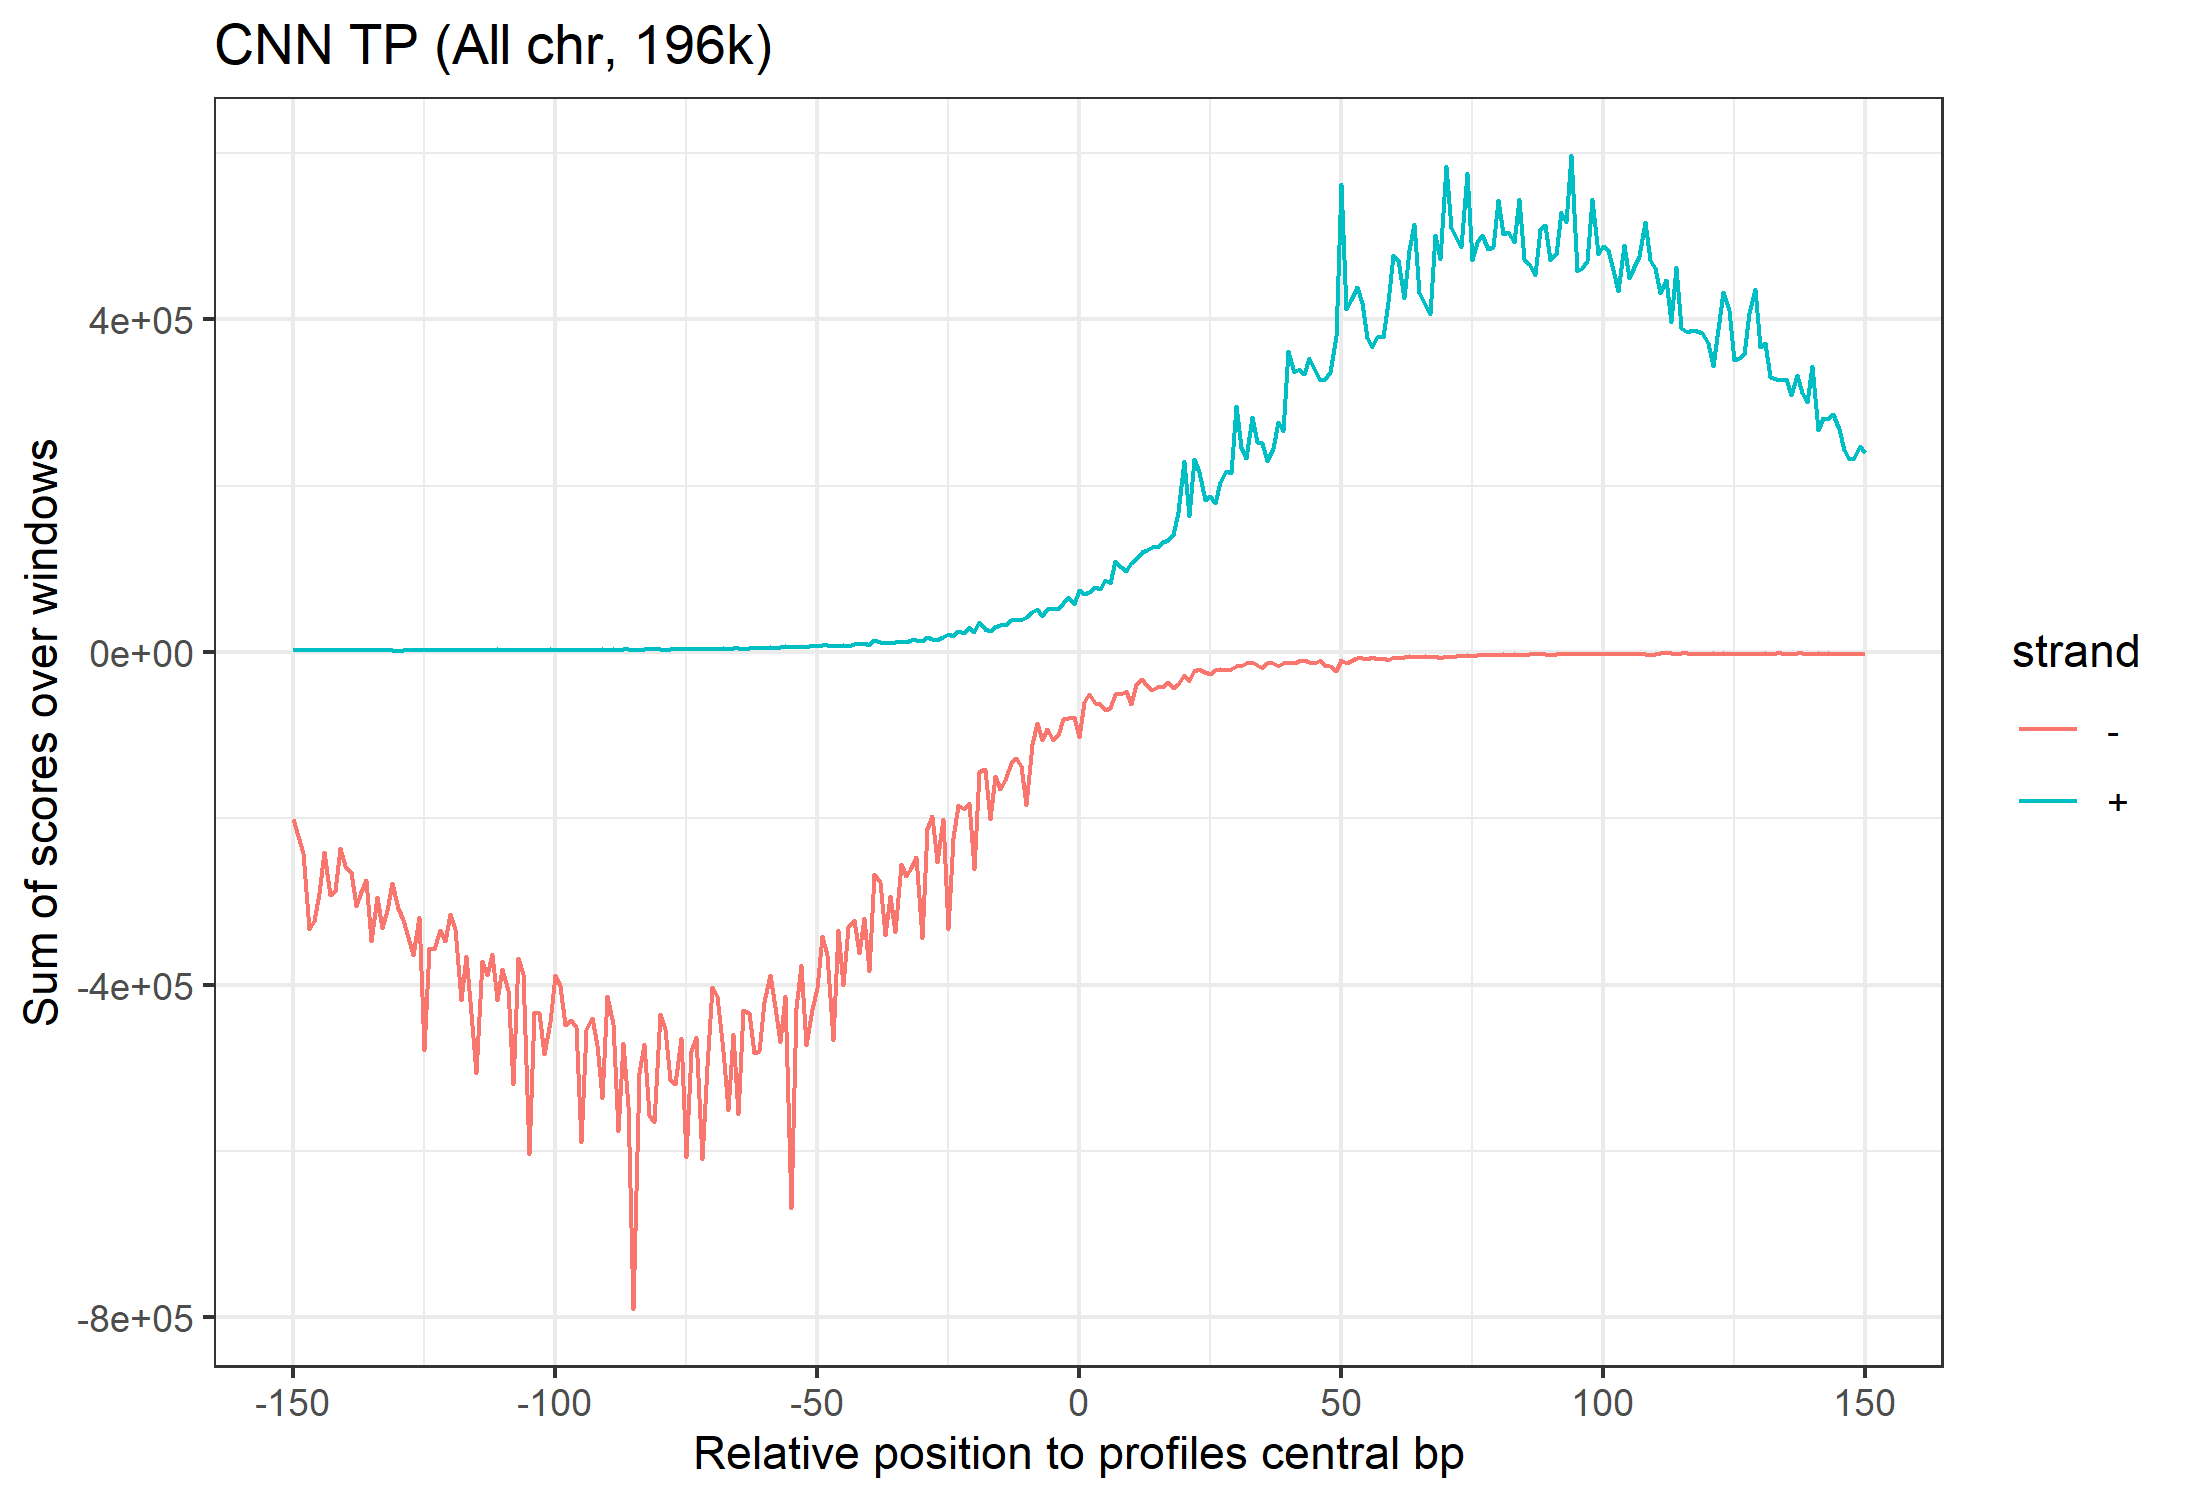 CNN TP (All chr, 196k)
Sum of scores over windows
4e+05
0e+00
-4e+05
-8e+05
-150
-100
-50
0
50
100
150
Relative position to profiles central bp
strand
-
+